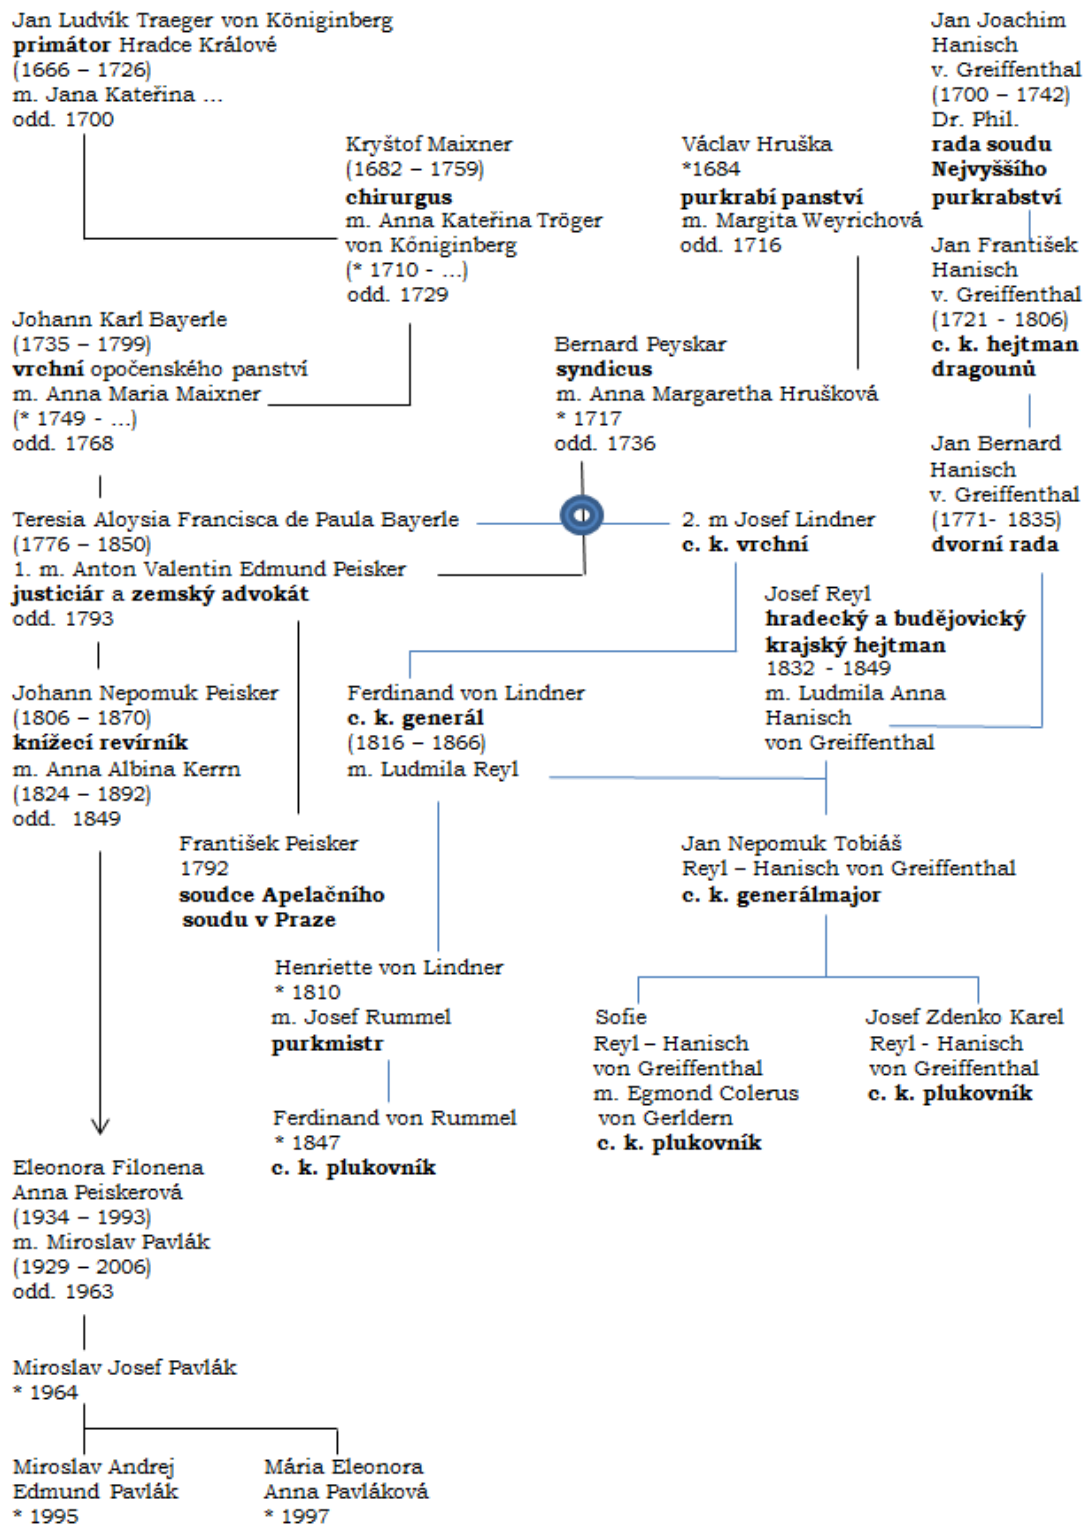 Jan Ludvík Traeger von Königinberg
primátor Hradce Králové
(1666 – 1726)
m. Jana Kateřina ...
odd. 1700
Jan Joachim
Hanisch
v. Greiffenthal
(1700 – 1742)
Dr. Phil.
rada soudu
Nejvyššího
purkrabství
Kryštof Maixner
(1682 – 1759)
chirurgus
m. Anna Kateřina Tröger
von Kőniginberg
(* 1710 - ...)
odd. 1729
Václav Hruška
*1684
purkrabí panství
m. Margita Weyrichová
odd. 1716
Jan František
Hanisch
v. Greiffenthal
(1721 - 1806)
c. k. hejtman
dragounů
Johann Karl Bayerle
(1735 – 1799)
vrchní opočenského panství
m. Anna Maria Maixner
(* 1749 - ...)
odd. 1768
Bernard Peyskar
syndicus
m. Anna Margaretha Hrušková
* 1717
odd. 1736
Jan Bernard
Hanisch
v. Greiffenthal
(1771- 1835)
dvorní rada
Teresia Aloysia Francisca de Paula Bayerle
(1776 – 1850)
1. m. Anton Valentin Edmund Peisker
justiciár a zemský advokát
odd. 1793
2. m Josef Lindner
c. k. vrchní
Josef Reyl
hradecký a budějovický
krajský hejtman
1832 - 1849
m. Ludmila Anna
Hanisch
von Greiffenthal
Johann Nepomuk Peisker
(1806 – 1870)
knížecí revírník
m. Anna Albina Kerrn
(1824 – 1892)
odd. 1849
Ferdinand von Lindner
c. k. generál
(1816 – 1866)
m. Ludmila Reyl
František Peisker
1792
soudce Apelačního
soudu v Praze
Jan Nepomuk Tobiáš
Reyl – Hanisch von Greiffenthal
c. k. generálmajor
Henriette von Lindner
* 1810
m. Josef Rummel
purkmistr
Sofie
Reyl – Hanisch
von Greiffenthal
m. Egmond Colerus
von Gerldern
c. k. plukovník
Josef Zdenko Karel
Reyl - Hanisch
von Greiffenthal
c. k. plukovník
Ferdinand von Rummel
* 1847
c. k. plukovník
Eleonora Filonena
Anna Peiskerová
(1934 – 1993)
m. Miroslav Pavlák
(1929 – 2006)
odd. 1963
Miroslav Josef Pavlák
* 1964
Miroslav Andrej
Edmund Pavlák
* 1995
Mária Eleonora
Anna Pavláková
* 1997